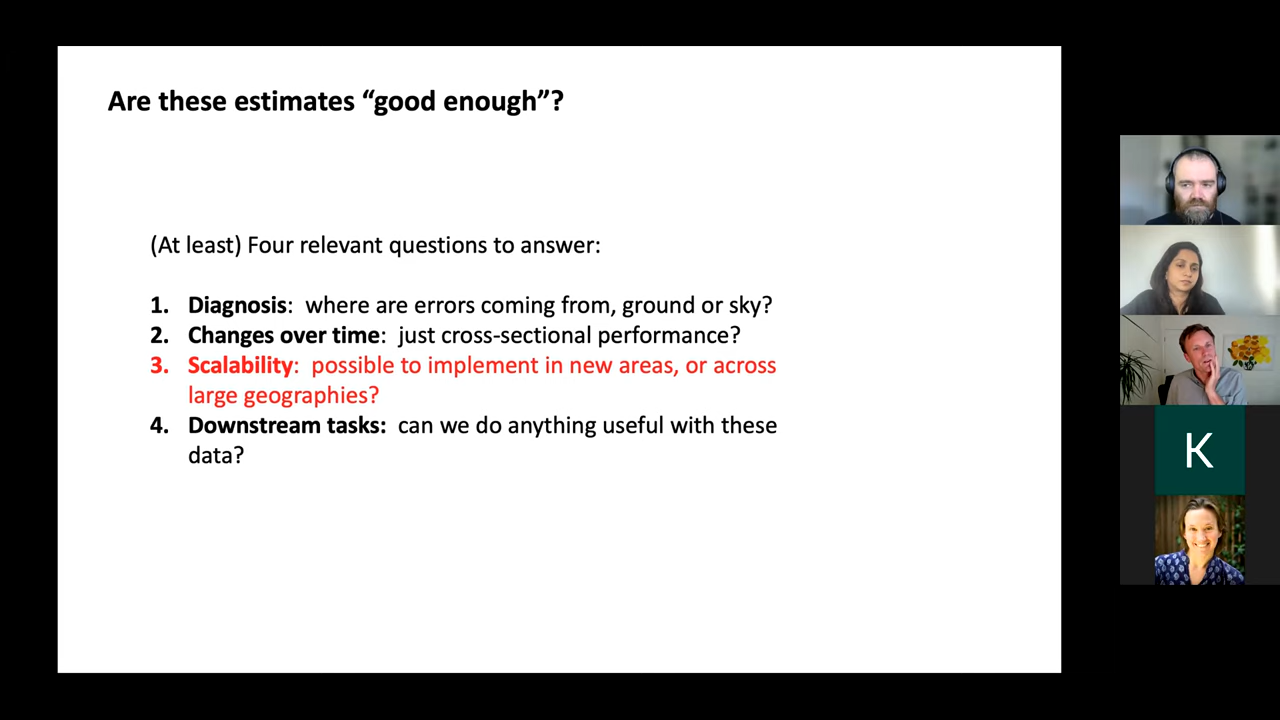 Are these estimates “good enough”?
(At least) Four relevant questions to answer:
1. Diagnosis: where are errors coming from, ground or sky?
2. Changes over time: just cross-sectional performance?
3. Scalability: possible to implement in new areas, or across
large geographies?
4. Downstream tasks: can we do anything useful with these
data?
K